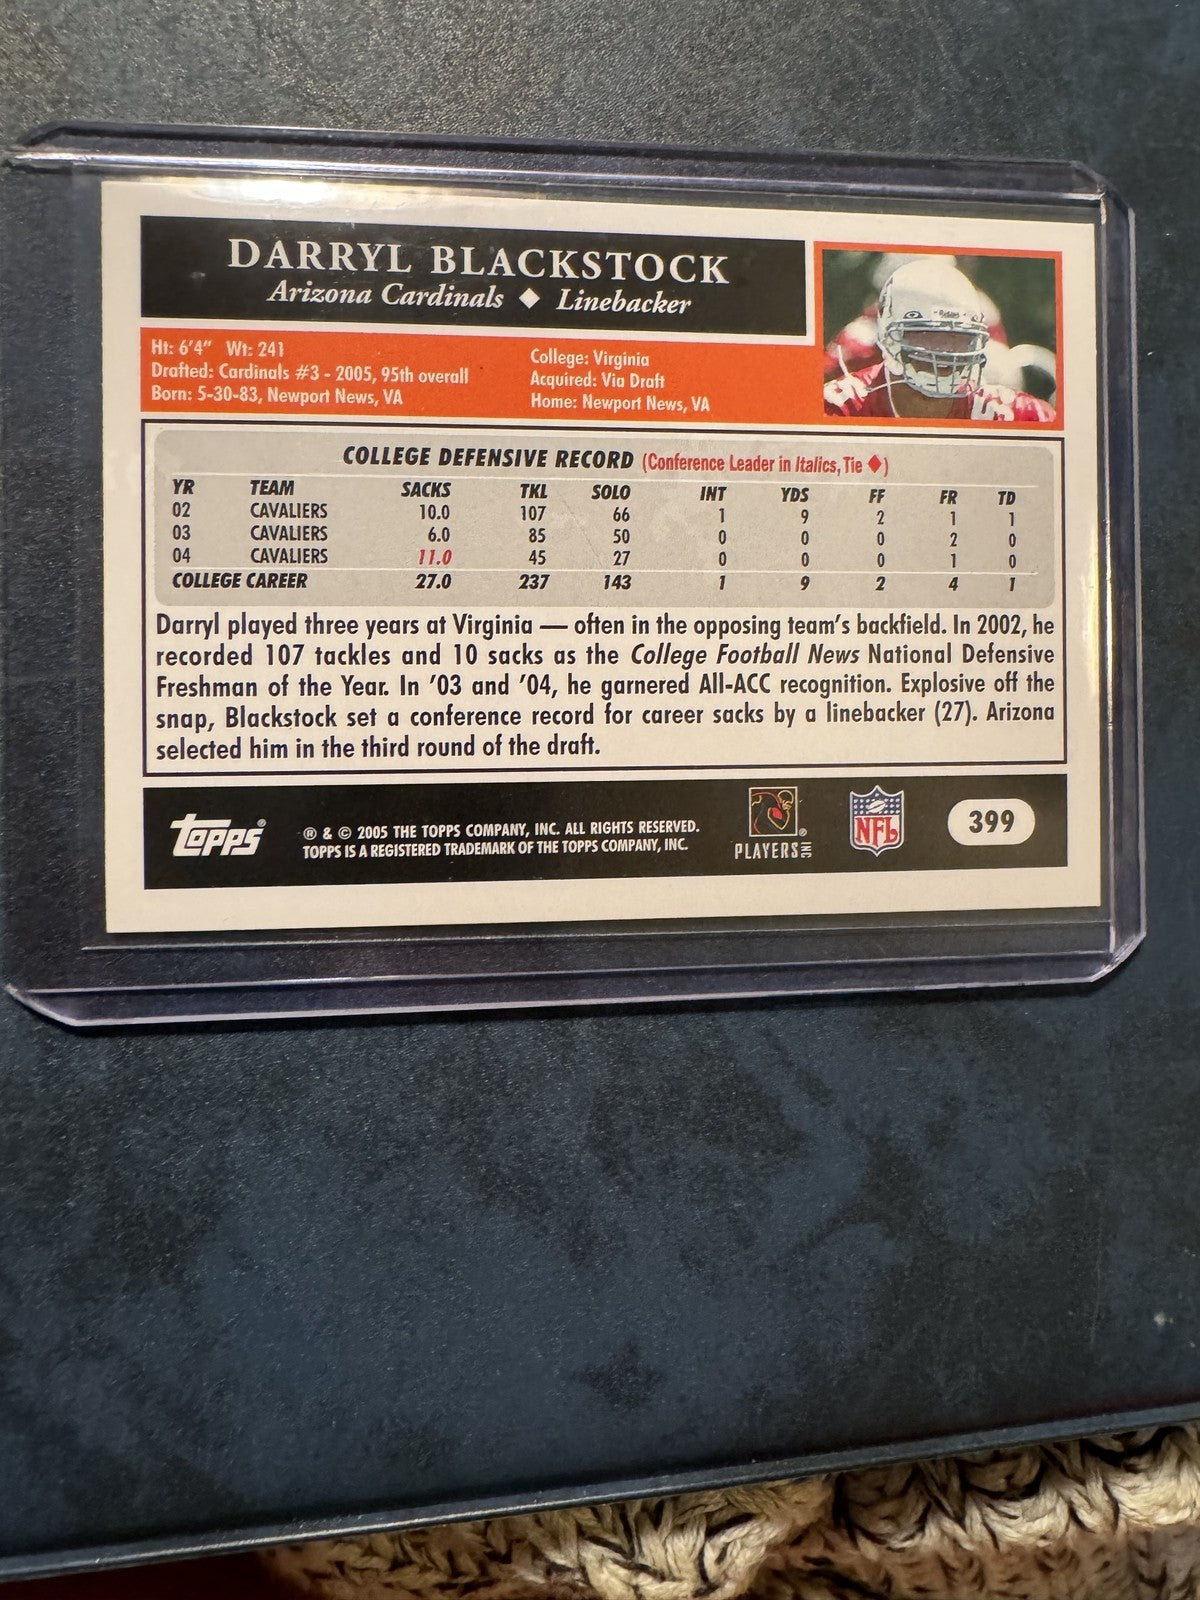 DARRYL BLACKSTOCK
Arizona Cardinals ◆ Linebacker
Ht: 6'4" Wt: 241
Drafted: Cardinals #3 - 2005, 95th overall
Born: 5-30-83, Newport News, VA
College: Virginia
Acquired: Via Draft
Home: Newport News, VA
COLLEGE DEFENSIVE RECORD (Conference Leader in Italics, Tie ◆)
YR TEAM SACKS TKL SOLO INT YDS FF FR TD
02 CAVALIERS 10.0 107 66 1 9 2 1 1
03 CAVALIERS 6.0 85 50 0 0 0 2 0
04 CAVALIERS 11.0 45 27 0 0 0 1 0
COLLEGE CAREER 27.0 237 143 1 9 2 4 1
Darryl played three years at Virginia — often in the opposing team's backfield. In 2002, he
recorded 107 tackles and 10 sacks as the College Football News National Defensive
Freshman of the Year. In '03 and '04, he garnered All-ACC recognition. Explosive off the
snap, Blackstock set a conference record for career sacks by a linebacker (27). Arizona
selected him in the third round of the draft.
Topps®
® & © 2005 THE TOPPS COMPANY, INC. ALL RIGHTS RESERVED.
TOPPS IS A REGISTERED TRADEMARK OF THE TOPPS COMPANY, INC.
PLAYERS INC
®
NFL
399